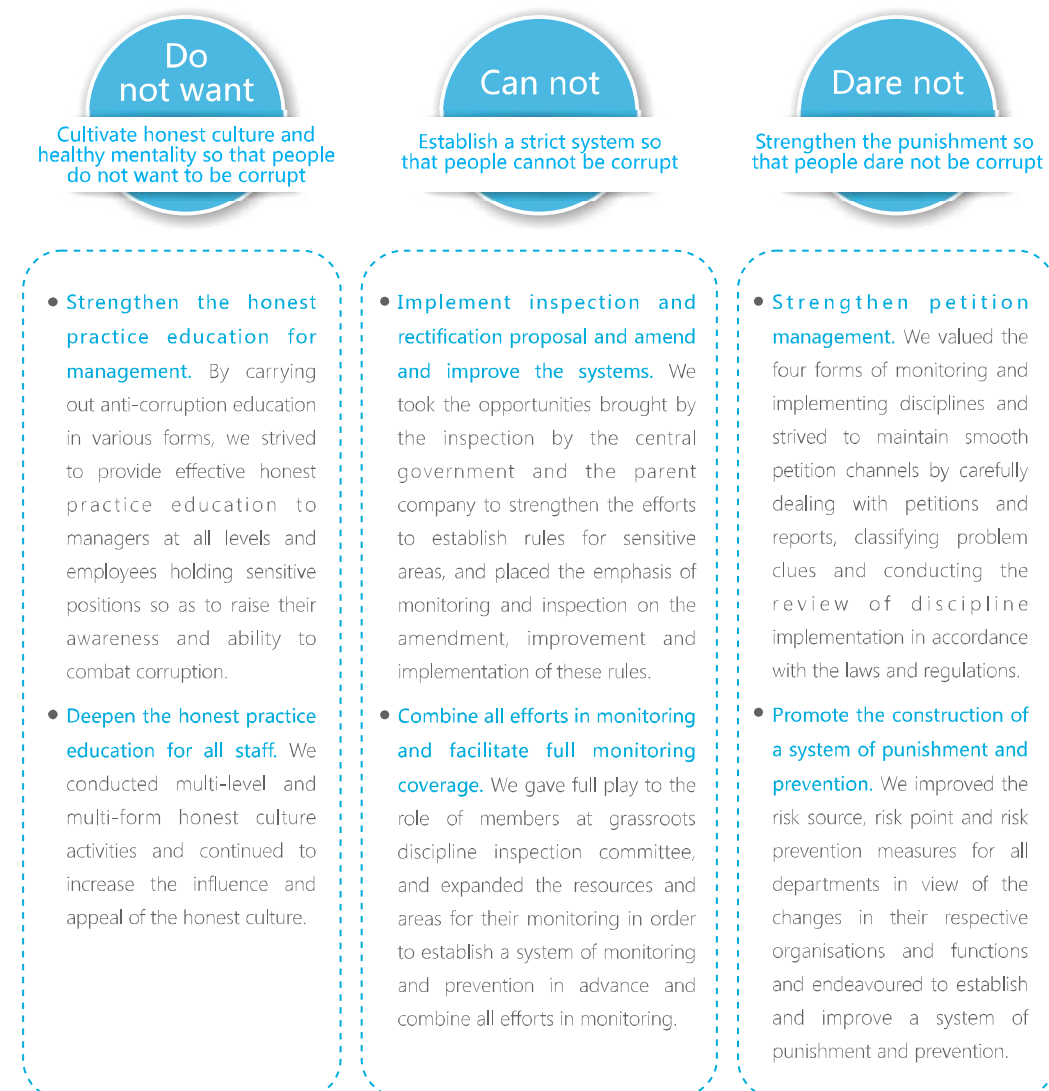 Do
not want
Cultivate honest culture and
healthy mentality so that people
do not want to be corrupt
• Strengthen the honest
practice education for
management. By carrying
out anti-corruption education
in various forms, we strived
to provide effective honest
practice education to
managers at all levels and
employees holding sensitive
positions so as to raise their
awareness and ability to
combat corruption.
• Deepen the honest practice
education for all staff. We
conducted multi-level and
multi-form honest culture
activities and continued to
increase the influence and
appeal of the honest culture.
Can not
Establish a strict system so
that people cannot be corrupt
• Implement inspection and
rectification proposal and amend
and improve the systems. We
took the opportunities brought by
the inspection by the central
government and the parent
company to strengthen the efforts
to establish rules for sensitive
areas, and placed the emphasis of
monitoring and inspection on the
amendment, improvement and
implementation of these rules.
• Combine all efforts in monitoring
and facilitate full monitoring
coverage. We gave full play to the
role of members at grassroots
discipline inspection committee,
and expanded the resources and
areas for their monitoring in order
to establish a system of monitoring
and prevention in advance and
combine all efforts in monitoring.
Dare not
Strengthen the punishment so
that people dare not be corrupt
• Strengthen petition
management. We valued the
four forms of monitoring and
implementing disciplines and
strived to maintain smooth
petition channels by carefully
dealing with petitions and
reports, classifying problem
clues and conducting the
review of discipline
implementation in accordance
with the laws and regulations.
• Promote the construction of
a system of punishment and
prevention. We improved the
risk source, risk point and risk
prevention measures for all
departments in view of the
changes in their respective
organisations and functions
and endeavoured to establish
and improve a system of
punishment and prevention.